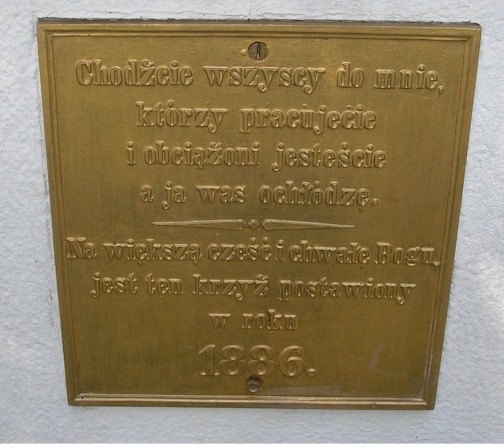 Chodźcie wszyscy do mnie,
którzy pracujecie
i obciążoni jesteście
a ja was ochłódzę.
Na większą cześć i chwałę Bogu,
jest ten krzyż postawiony
w roku
1886.